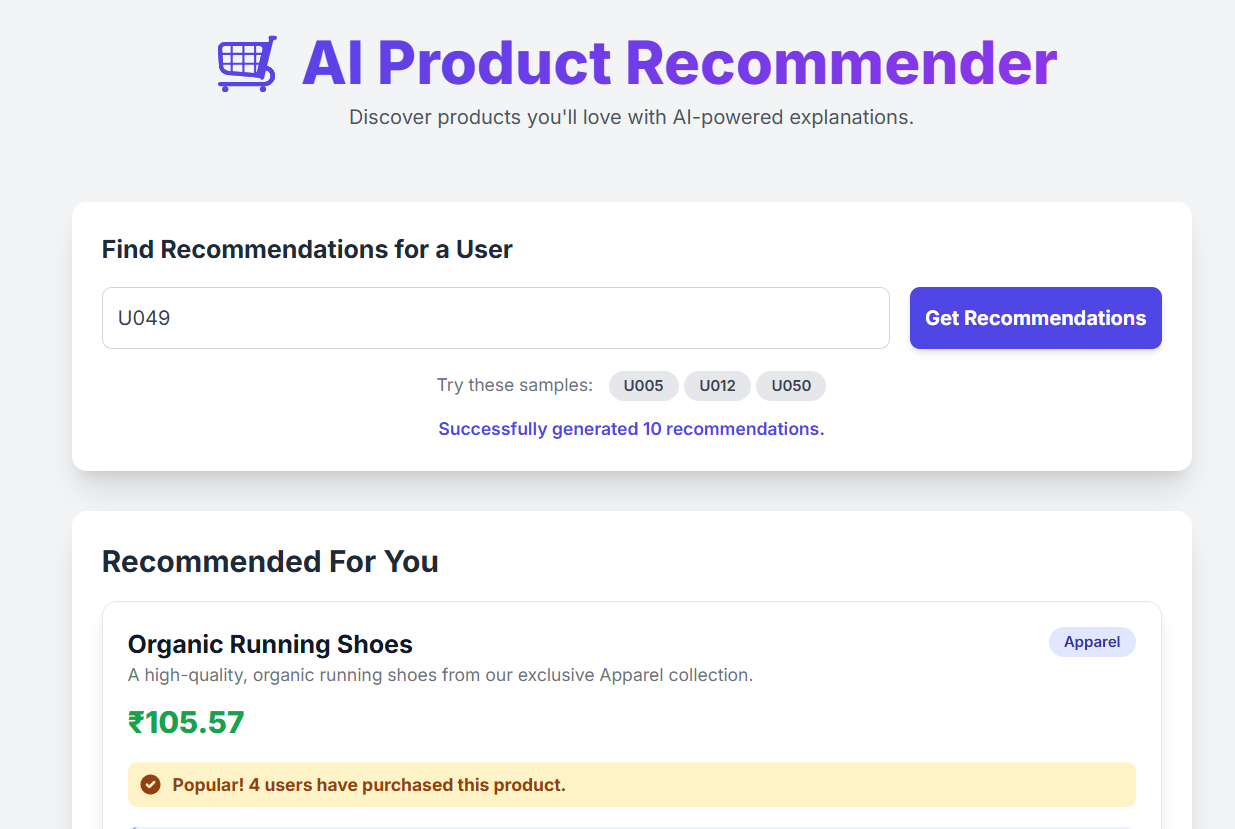 AI Product Recommender
Discover products you'll love with AI-powered explanations.
Find Recommendations for a User
U049
Get Recommendations
Try these samples: U005 U012 U050
Successfully generated 10 recommendations.
Recommended For You
Organic Running Shoes
Apparel
A high-quality, organic running shoes from our exclusive Apparel collection.
₹105.57
Popular! 4 users have purchased this product.